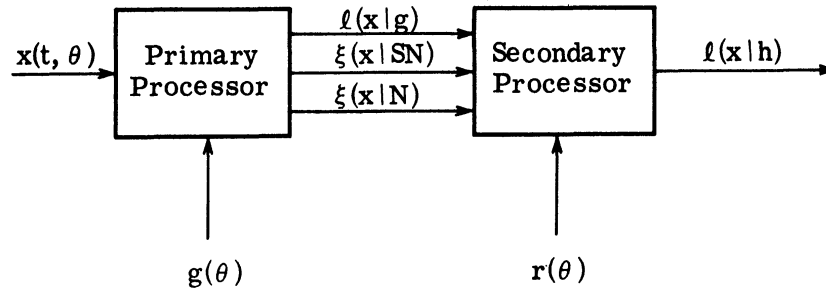 x(t, θ)
Primary
Processor
ℓ(x|g)
ξ(x|SN)
ξ(x|N)
Secondary
Processor
ℓ(x|h)
g(θ)
r(θ)